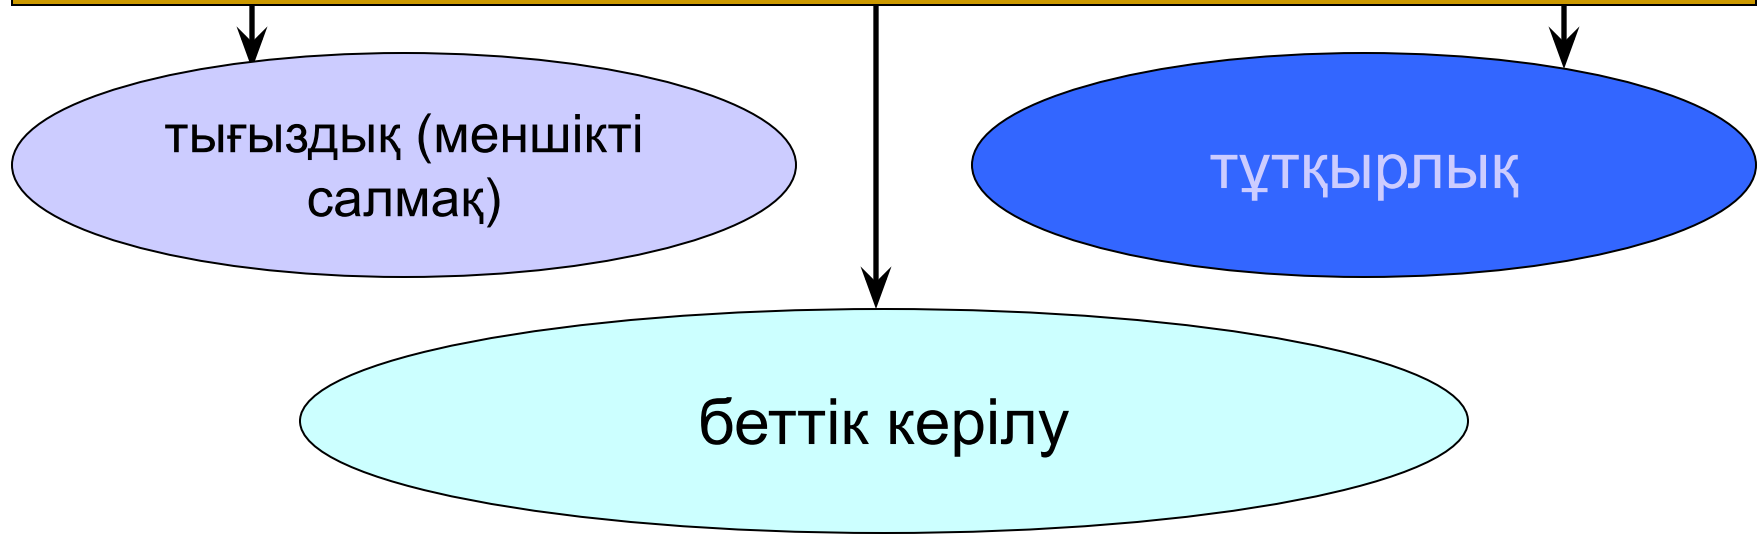 тығыздық (меншікті
салмақ)
тұтқырлық
беттік керілу